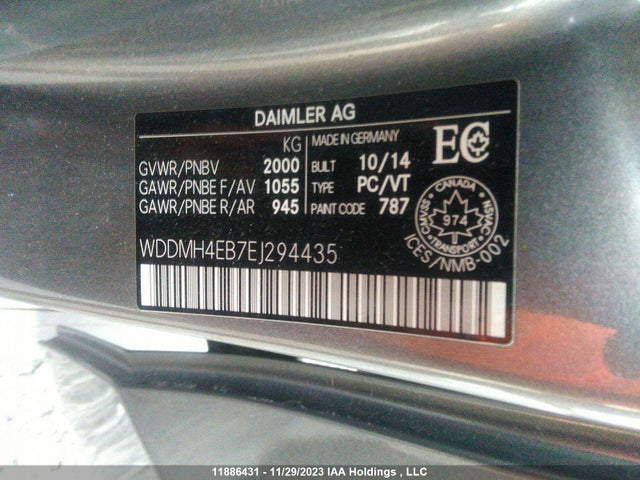 DAIMLER AG
KG
MADE IN GERMANY
GVWR/PNBV 2000
BUILT 10/14
GAWR/PNBE F/AV 1055
TYPE PC/VT
GAWR/PNBE R/AR 945
PAINT CODE 787
EC
CANADA
CMVSS 974 NSVAC
TRANSPORT
ICES/NMB-002
WDDMH4EB7EJ294435
11886431 - 11/29/2023 IAA Holdings , LLC